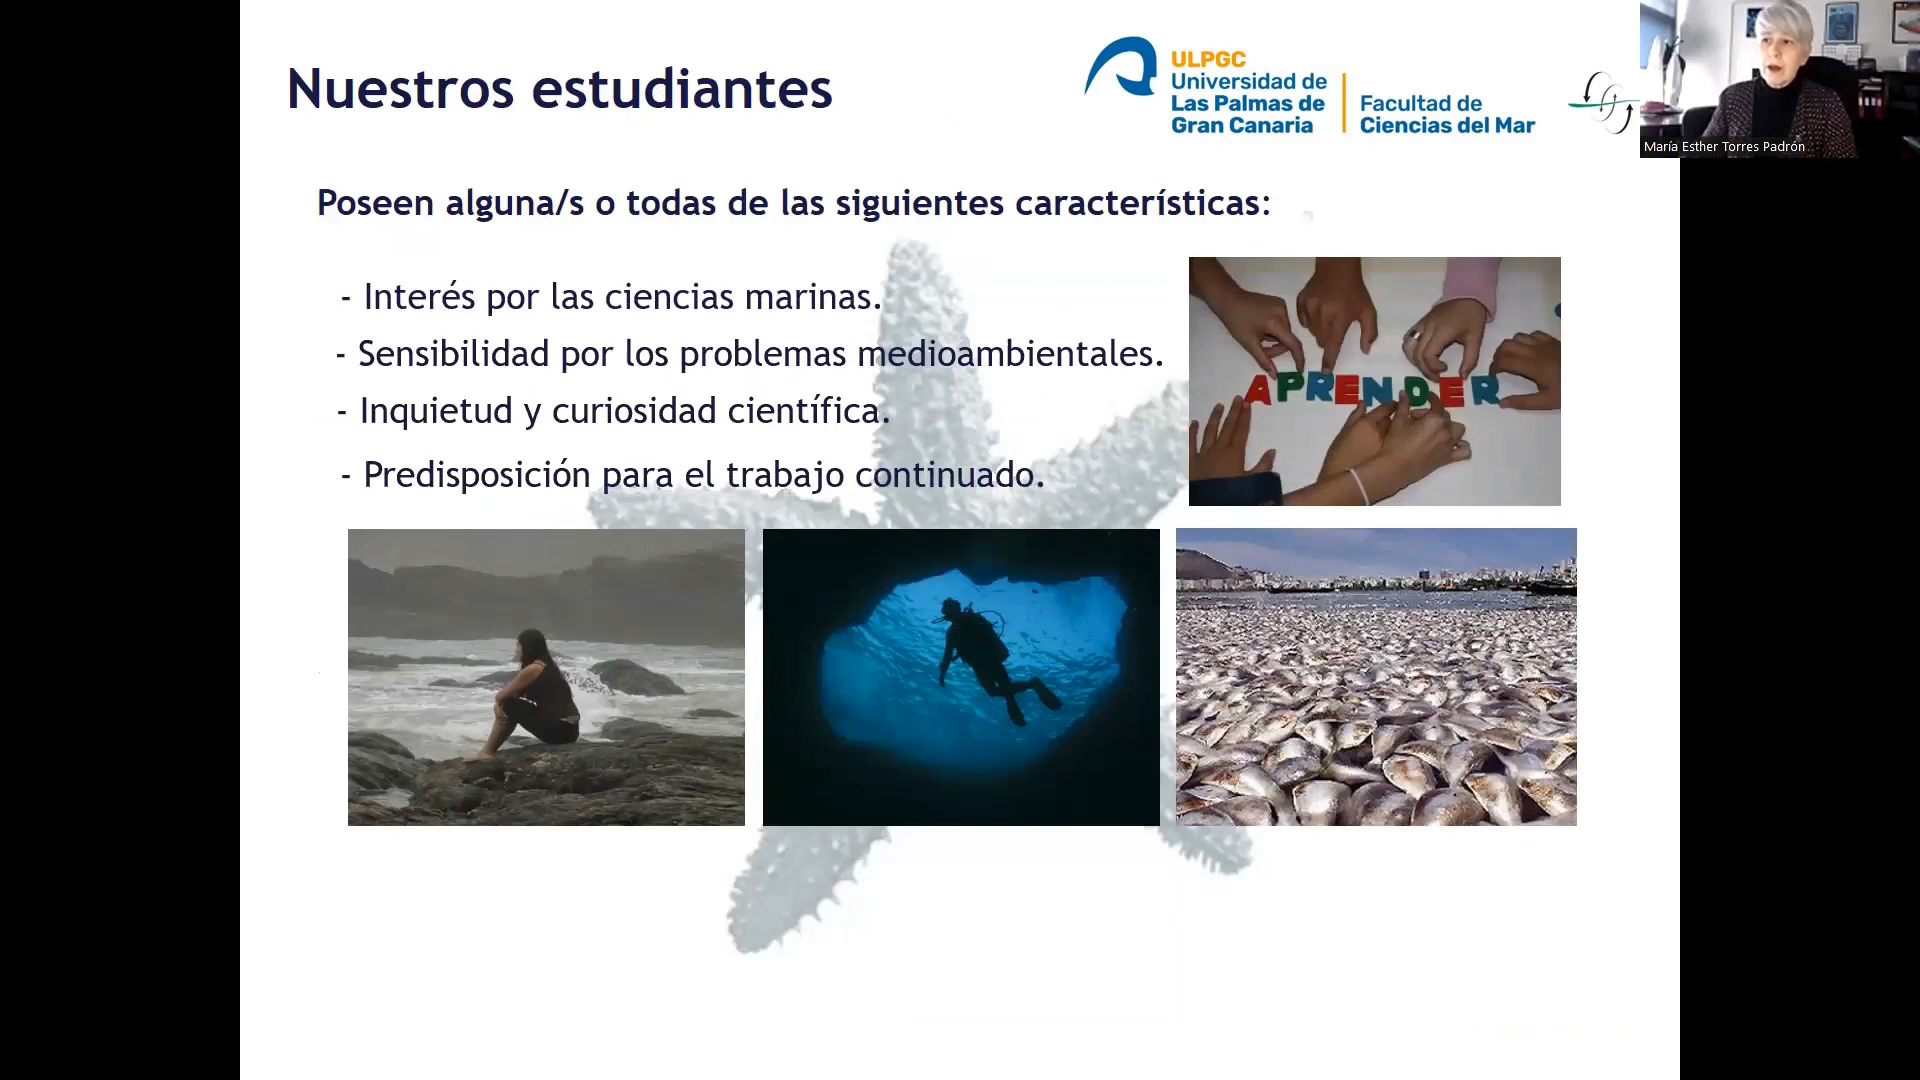 Nuestros estudiantes
ULPGC
Universidad de
Las Palmas de
Gran Canaria
Facultad de
Ciencias del Mar
María Esther Torres Padrón
Poseen alguna/s o todas de las siguientes características:
- Interés por las ciencias marinas.
- Sensibilidad por los problemas medioambientales.
- Inquietud y curiosidad científica.
- Predisposición para el trabajo continuado.
APRENDER